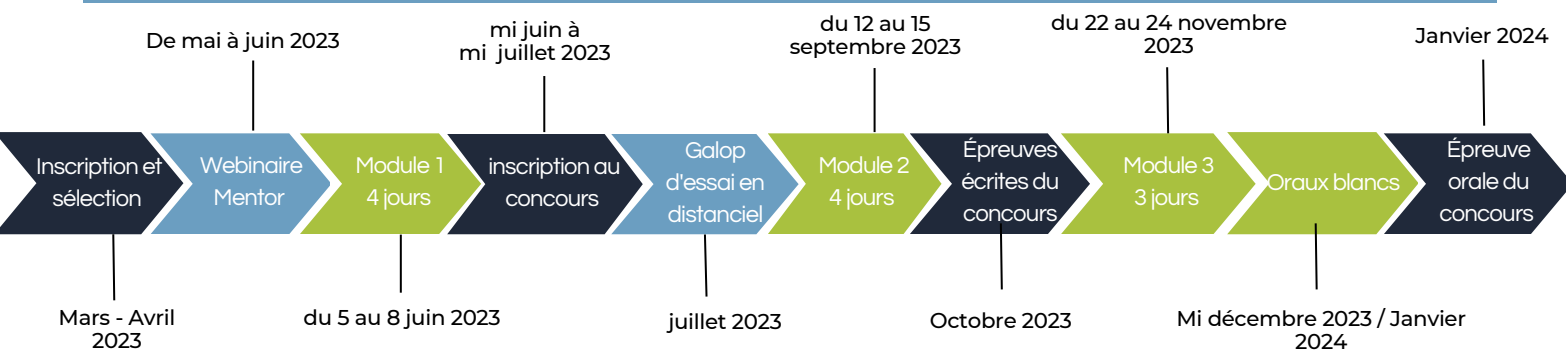 De mai à juin 2023
mi juin à
mi juillet 2023
du 12 au 15
septembre 2023
du 22 au 24 novembre
2023
Janvier 2024
Inscription et
sélection
Webinaire
Mentor
Module 1
4 jours
inscription au
concours
Galop
d'essai en
distanciel
Module 2
4 jours
Épreuves
écrites du
concours
Module 3
3 jours
Oraux blancs
Épreuve
orale du
concours
Mars - Avril
2023
du 5 au 8 juin 2023
juillet 2023
Octobre 2023
Mi décembre 2023 / Janvier
2024